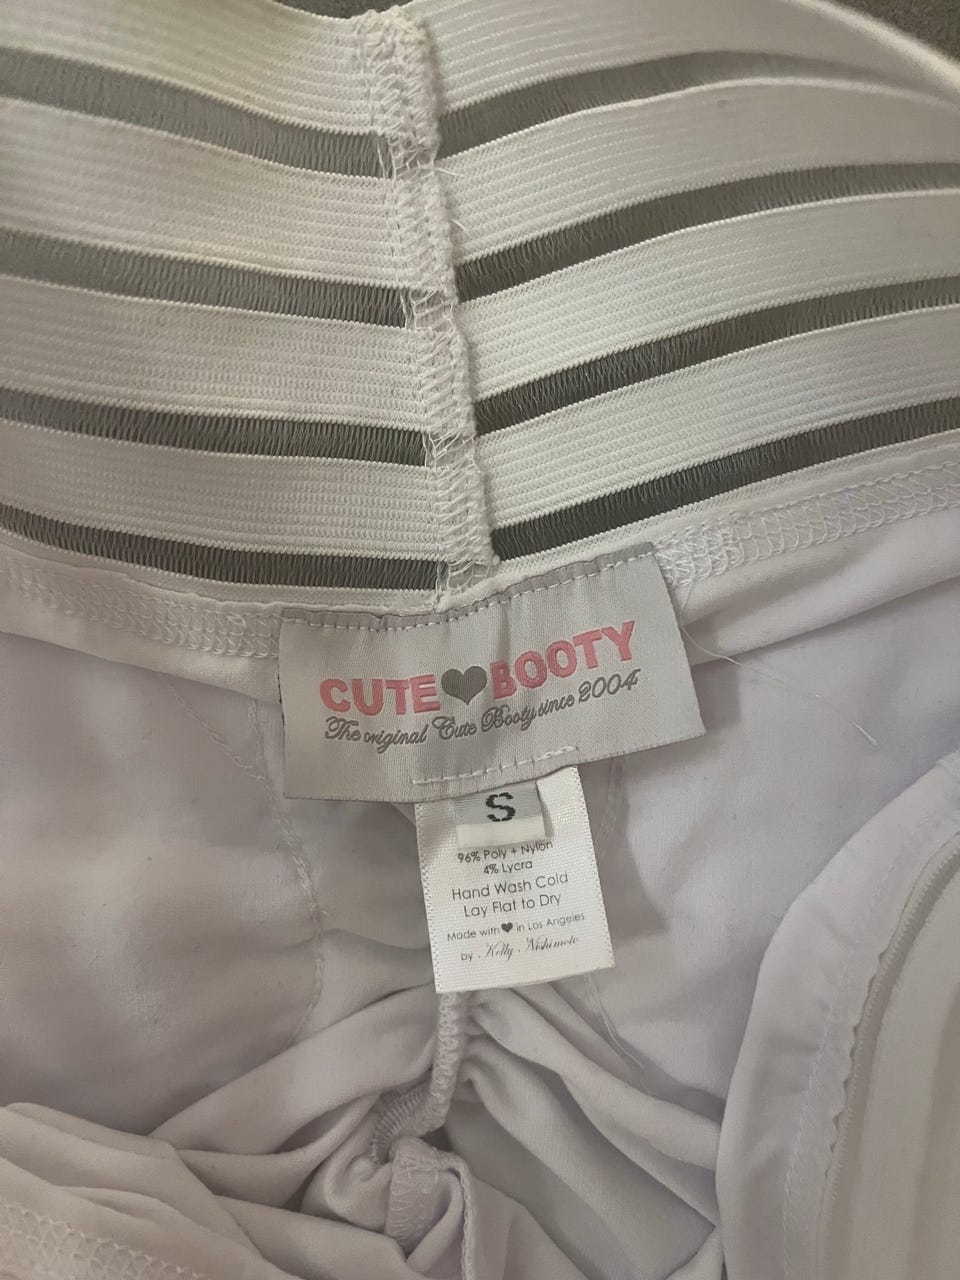 CUTE♥BOOTY
The original Cute Booty since 2004
S
96% Poly + Nylon
4% Lycra
Hand Wash Cold
Lay Flat to Dry
Made with ♥ in Los Angeles
by Kelly Nishimoto